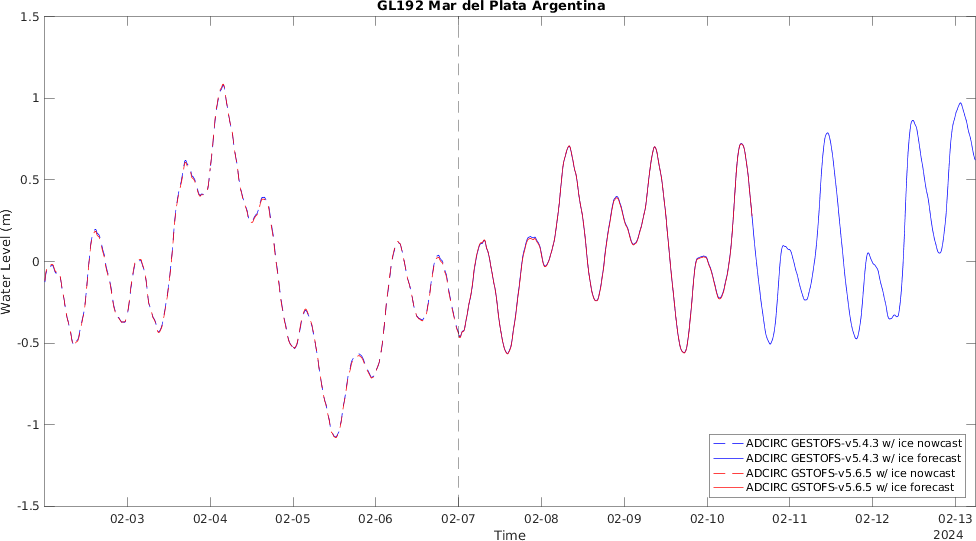 GL192 Mar del Plata Argentina
1.5
1
0.5
0
-0.5
-1
-1.5
Water Level (m)
ADCIRC GESTOFS-v5.4.3 w/ ice nowcast
ADCIRC GESTOFS-v5.4.3 w/ ice forecast
ADCIRC GSTOFS-v5.6.5 w/ ice nowcast
ADCIRC GSTOFS-v5.6.5 w/ ice forecast
02-03 02-04 02-05 02-06 02-07 02-08 02-09 02-10 02-11 02-12 02-13
Time
2024